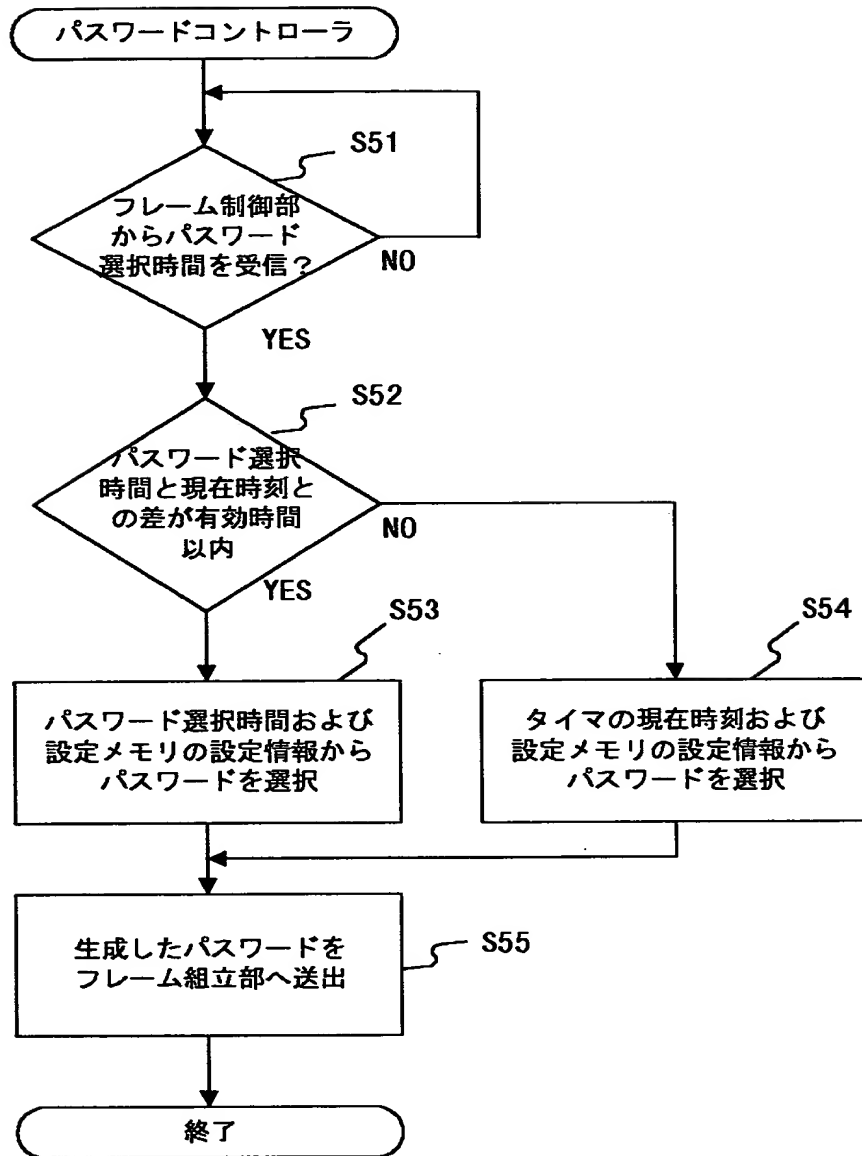 パスワードコントローラ
S51
フレーム制御部
からパスワード
選択時間を受信？
NO
YES
S52
パスワード選択
時間と現在時刻と
の差が有効時間
以内
NO
YES
S53
S54
パスワード選択時間および
設定メモリの設定情報から
パスワードを選択
タイマの現在時刻および
設定メモリの設定情報から
パスワードを選択
生成したパスワードを
フレーム組立部へ送出
S55
終了